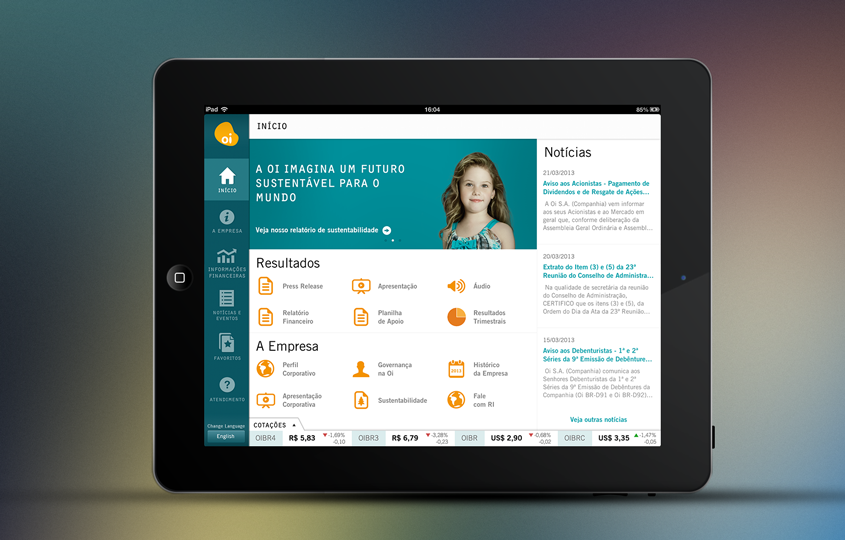 iPad
16:04
85%
oi
INÍCIO
A EMPRESA
INFORMAÇÕES
FINANCEIRAS
NOTÍCIAS E
EVENTOS
FAVORITOS
?
ATENDIMENTO
Change Language
English
INÍCIO
A OI IMAGINA UM FUTURO
SUSTENTÁVEL PARA O
MUNDO
Veja nosso relatório de sustentabilidade
Resultados
Press Release
Apresentação
Áudio
Relatório
Financeiro
Planilha
de Apoio
Resultados
Trimestrais
A Empresa
Perfil
Corporativo
Governança
na Oi
2013
Histórico
da Empresa
Apresentação
Corporativa
Sustentabilidade
Fale
com RI
Notícias
21/03/2013
Aviso aos Acionistas - Pagamento de
Dividendos e de Resgate de Ações...
A Oi S.A. (Companhia) vem informar
aos seus Acionistas e ao Mercado em
geral que, conforme deliberação da
Assembleia Geral Ordinária e Assembl...
20/03/2013
Extrato do Item (3) e (5) da 23ª
Reunião do Conselho de Administra...
Na qualidade de secretária da reunião
do Conselho de Administração,
CERTIFICO que os itens (3) e (5), da
Ordem do Dia da Ata da 23ª Reunião...
15/03/2013
Aviso aos Debenturistas - 1ª e 2ª
Séries da 9ª Emissão de Debênture...
Oi S.A. (Companhia) comunica aos
Senhores Debenturistas da 1ª e 2ª
Séries da 9ª Emissão de Debêntures da
Companhia (Oi BR-D91 e Oi BR-D92)...
Veja outras notícias
COTAÇÕES
OIBR4 R$ 5,83 -1,69% -0,10
OIBR3 R$ 6,79 -3,28% -0,23
OIBR US$ 2,90 -0,68% -0,02
OIBRC US$ 3,35 +1,47% -0,05